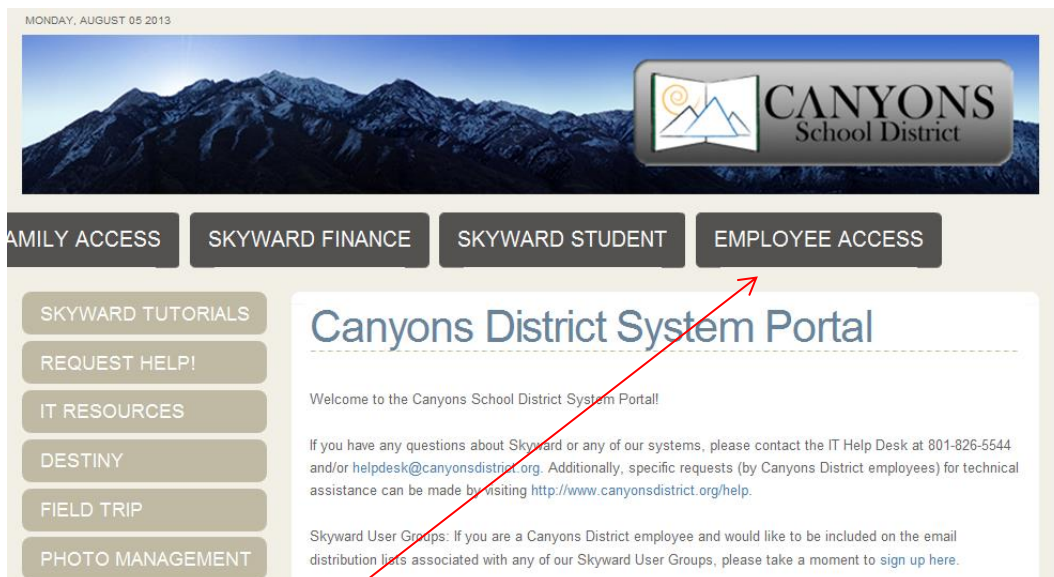 MONDAY, AUGUST 05 2013
CANYONS
School District
AMILY ACCESS
SKYWARD FINANCE
SKYWARD STUDENT
EMPLOYEE ACCESS
SKYWARD TUTORIALS
REQUEST HELP!
IT RESOURCES
DESTINY
FIELD TRIP
PHOTO MANAGEMENT
Canyons District System Portal
Welcome to the Canyons School District System Portal!
If you have any questions about Skyward or any of our systems, please contact the IT Help Desk at 801-826-5544
and/or helpdesk@canyonsdistrict.org. Additionally, specific requests (by Canyons District employees) for technical
assistance can be made by visiting http://www.canyonsdistrict.org/help.
Skyward User Groups: If you are a Canyons District employee and would like to be included on the email
distribution lists associated with any of our Skyward User Groups, please take a moment to sign up here.